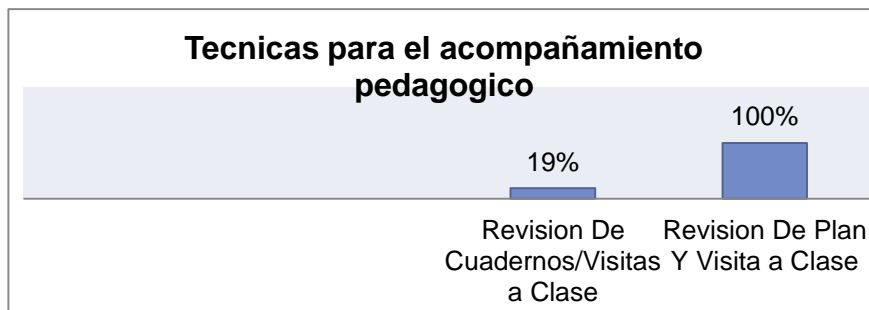 Tecnicas para el acompañamiento
pedagogico
100%
19%
Revision De
Cuadernos/Visitas
a Clase
Revision De Plan
Y Visita a Clase